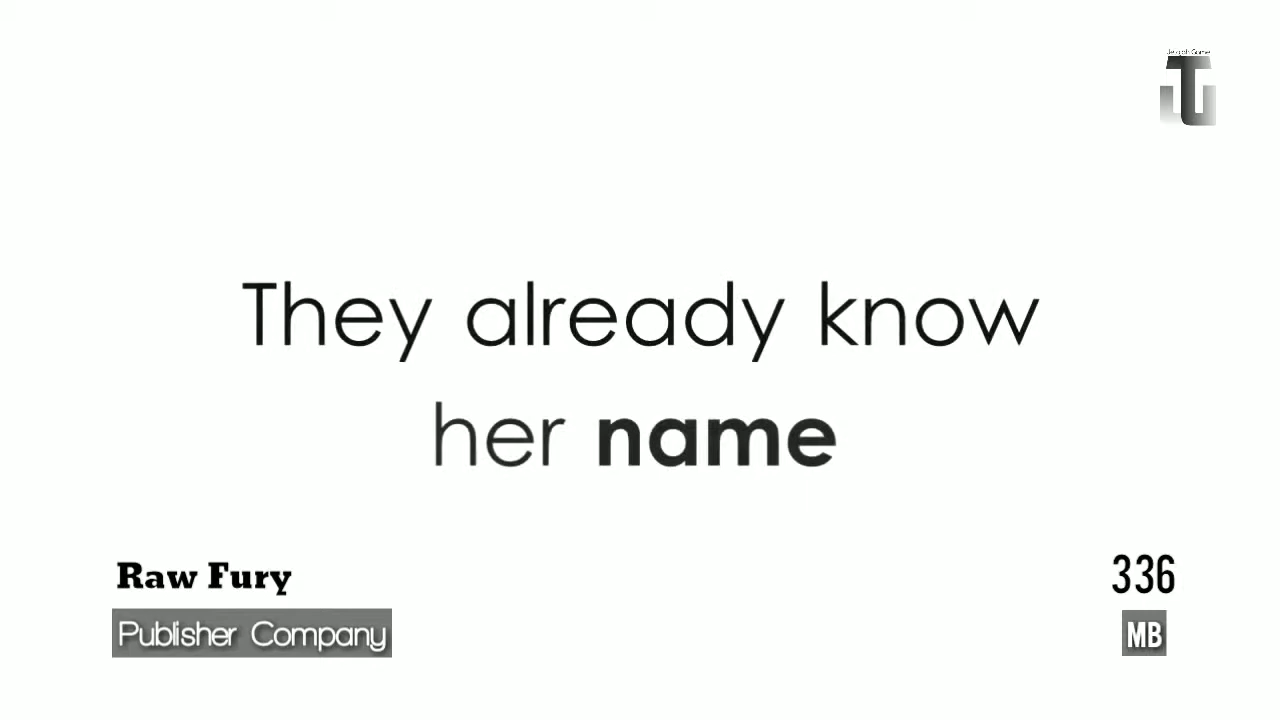 They already know
her name
Raw Fury
Publisher Company
336
MB